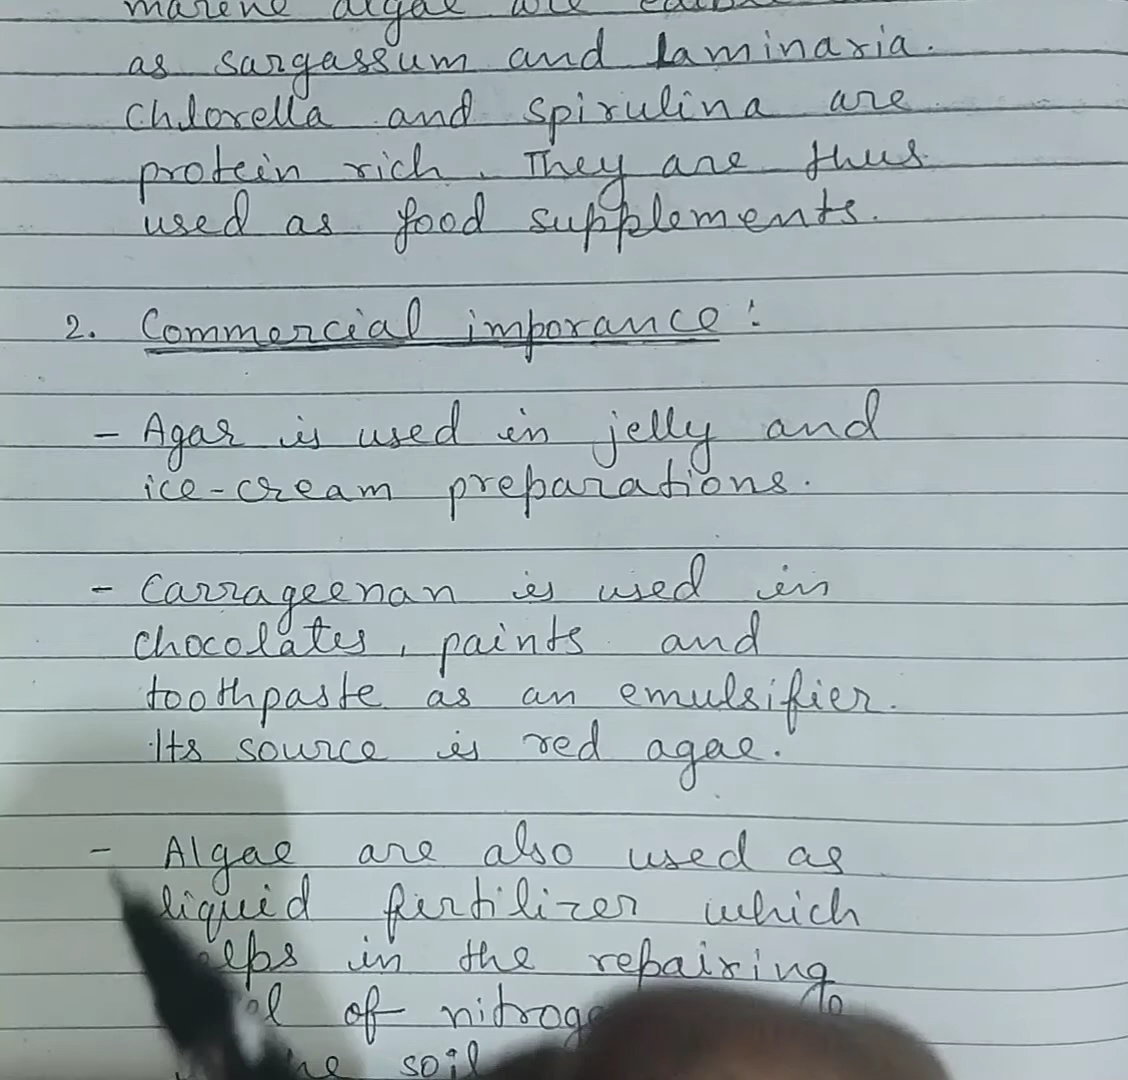 marine algae are
as sargassum and laminaria.
Chlorella and spirulina are
protein rich. They are thus
used as food supplements.
2. Commercial imporance :
- Agar is used in jelly and
ice-cream preparations.
- Carrageenan is used in
chocolates, paints and
toothpaste as an emulsifier.
Its source is red agae.
- Algae are also used as
liquid fertilizer which
in the repairing
of
soil